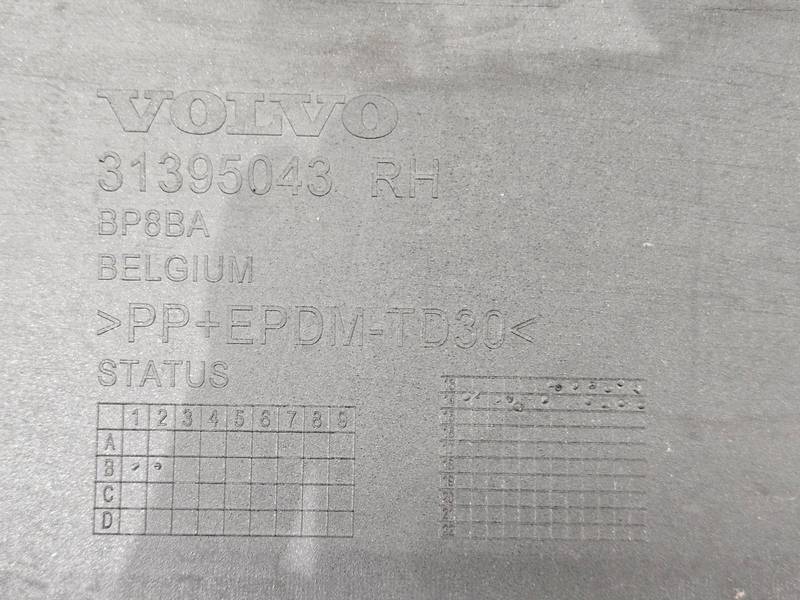 VOLVO
31395043 RH
BP8BA
BELGIUM
>PP+EPDM-TD30<
STATUS
1 2 3 4 5 6 7 8 9
A
B
C
D